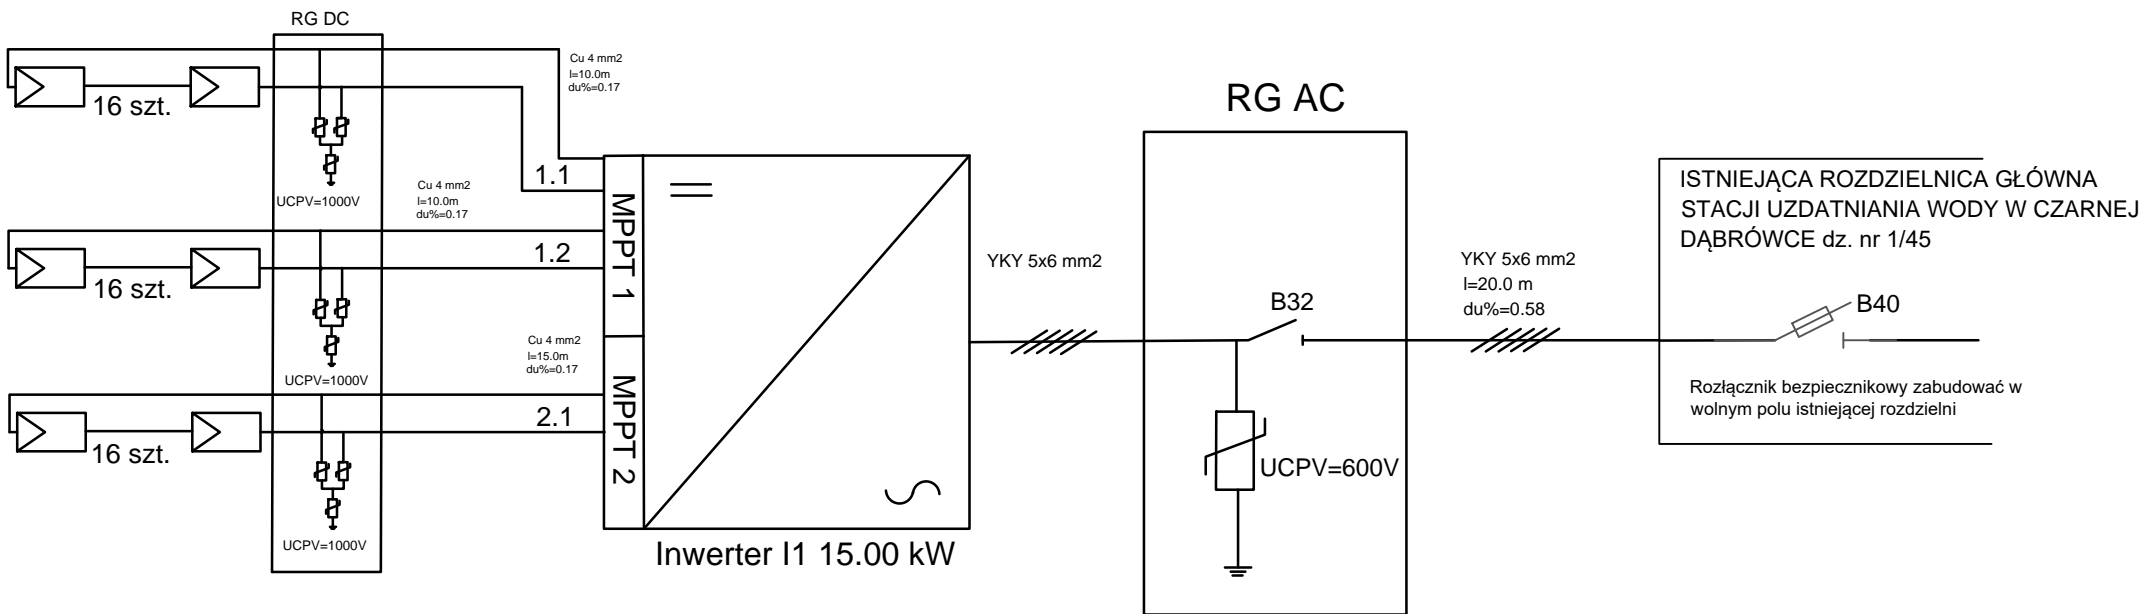 RG DC
Cu 4 mm2
l=10.0m
du%=0.17
16 szt.
UCPV=1000V
1.1
Cu 4 mm2
l=10.0m
du%=0.17
16 szt.
UCPV=1000V
1.2
Cu 4 mm2
l=15.0m
du%=0.17
16 szt.
UCPV=1000V
2.1
MPPT 1
MPPT 2
Inwerter I1 15.00 kW
YKY 5x6 mm2
RG AC
B32
UCPV=600V
YKY 5x6 mm2
l=20.0 m
du%=0.58
ISTNIEJĄCA ROZDZIELNICA GŁÓWNA
STACJI UZDATNIANIA WODY W CZARNEJ
DĄBRÓWCE dz. nr 1/45
B40
Rozłącznik bezpiecznikowy zabudować w
wolnym polu istniejącej rozdzielni